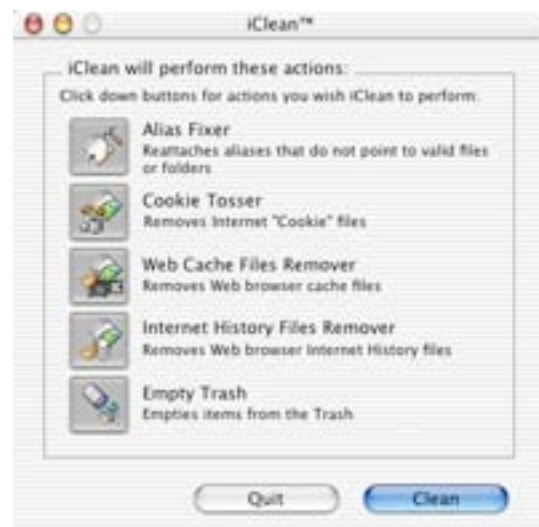 iClean™
iClean will perform these actions:
Click down buttons for actions you wish iClean to perform:
Alias Fixer
Reattaches aliases that do not point to valid files
or folders
Cookie Tosser
Removes Internet "Cookie" files
Web Cache Files Remover
Removes Web browser cache files
Internet History Files Remover
Removes Web browser Internet History files
Empty Trash
Empties items from the Trash
Quit
Clean